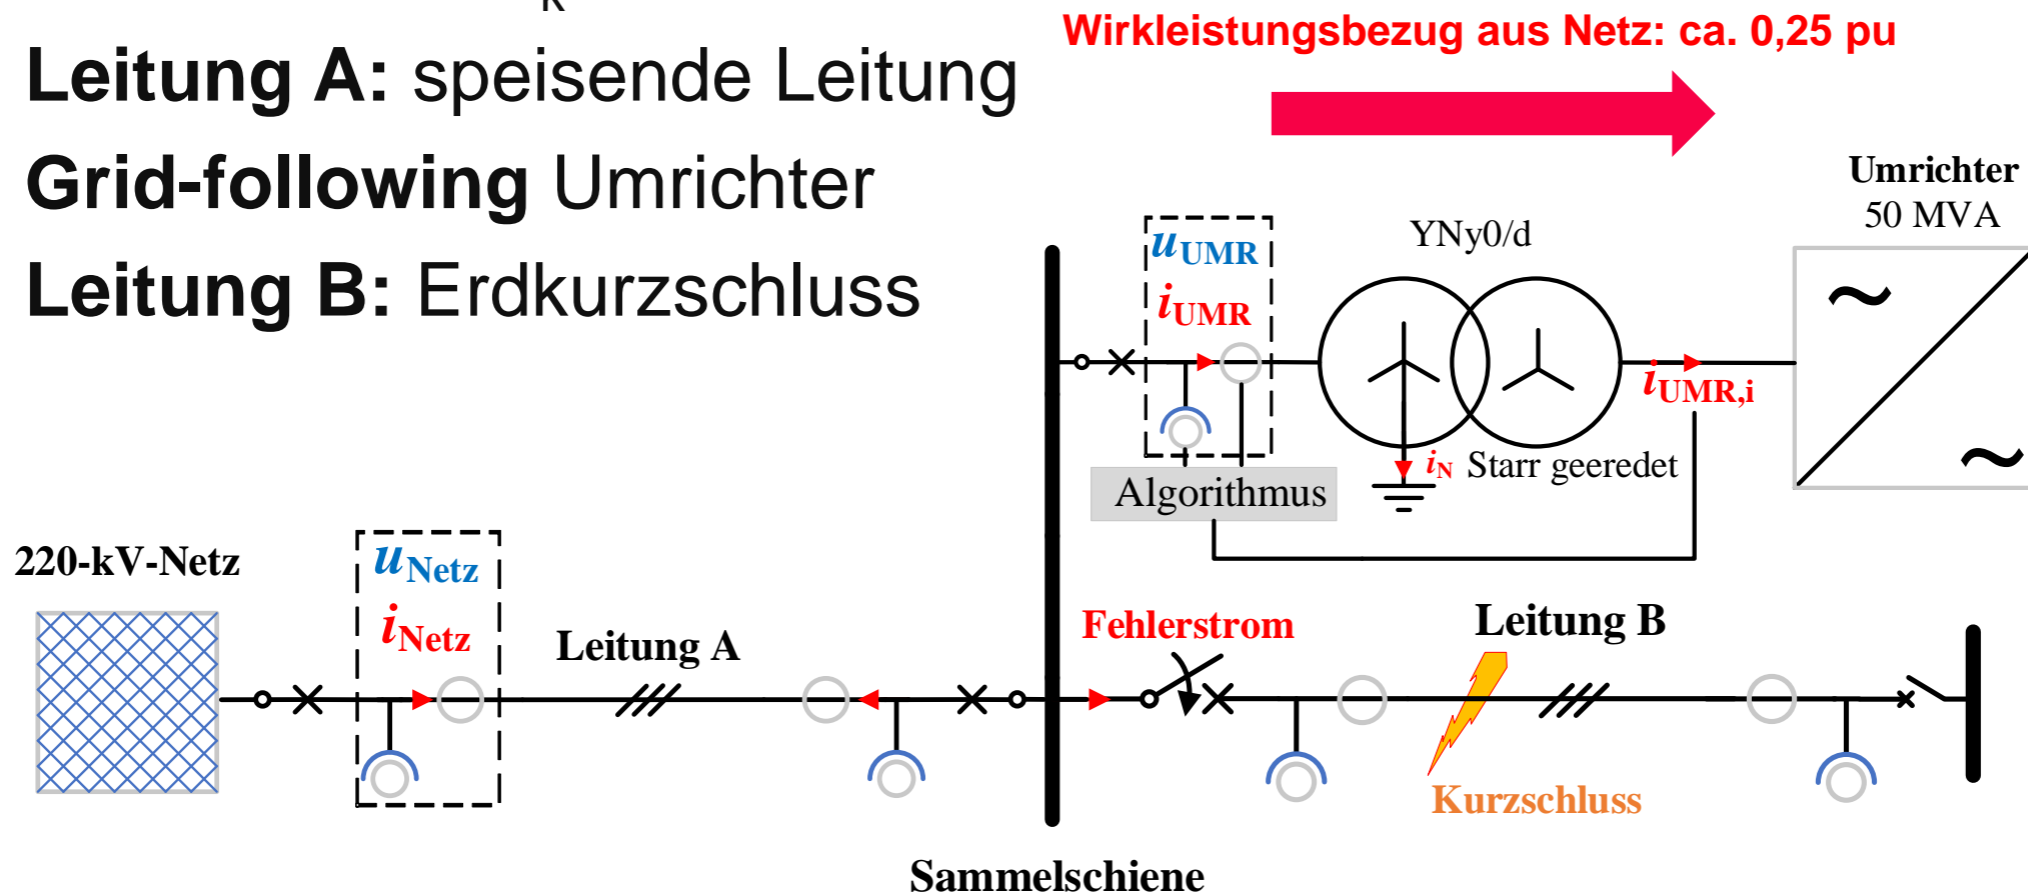 k
Wirkleistungsbezug aus Netz: ca. 0,25 pu
Leitung A: speisende Leitung
Grid-following Umrichter
Leitung B: Erdkurzschluss
Umrichter
50 MVA
YNy0/d
uUMR
iUMR
iUMR,i
iN Starr geeredet
Algorithmus
220-kV-Netz
uNetz
iNetz
Leitung A
Fehlerstrom
Leitung B
Kurzschluss
Sammelschiene